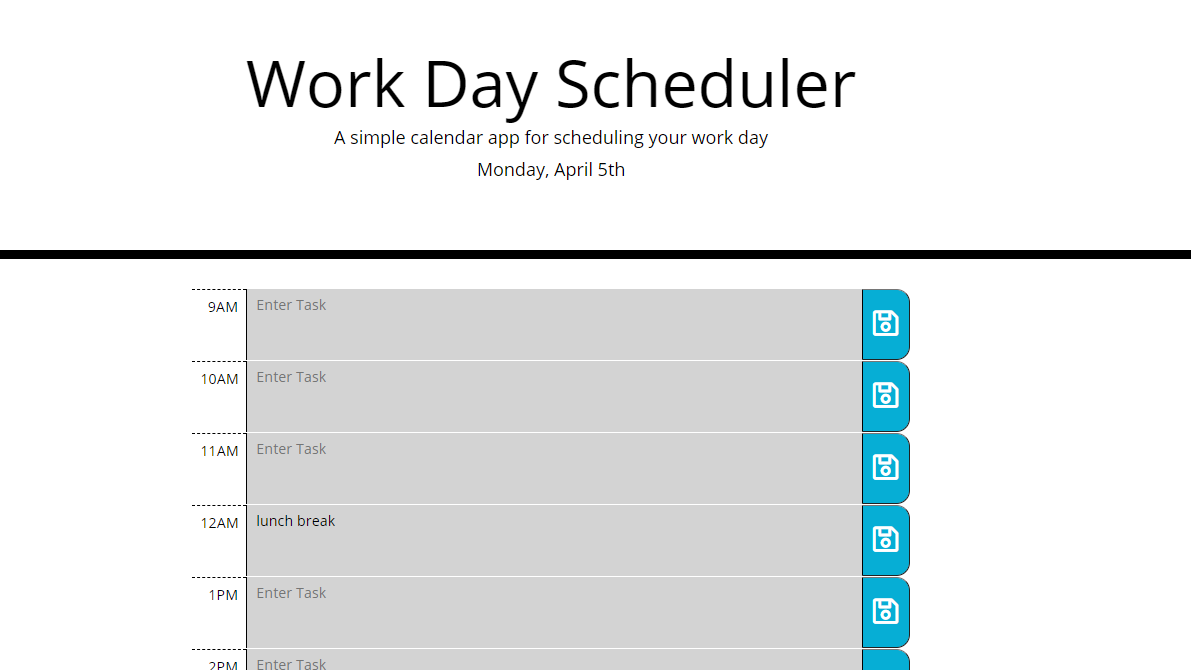 Work Day Scheduler
A simple calendar app for scheduling your work day
Monday, April 5th
9AM Enter Task
10AM Enter Task
11AM Enter Task
12AM lunch break
1PM Enter Task
2PM Enter Task